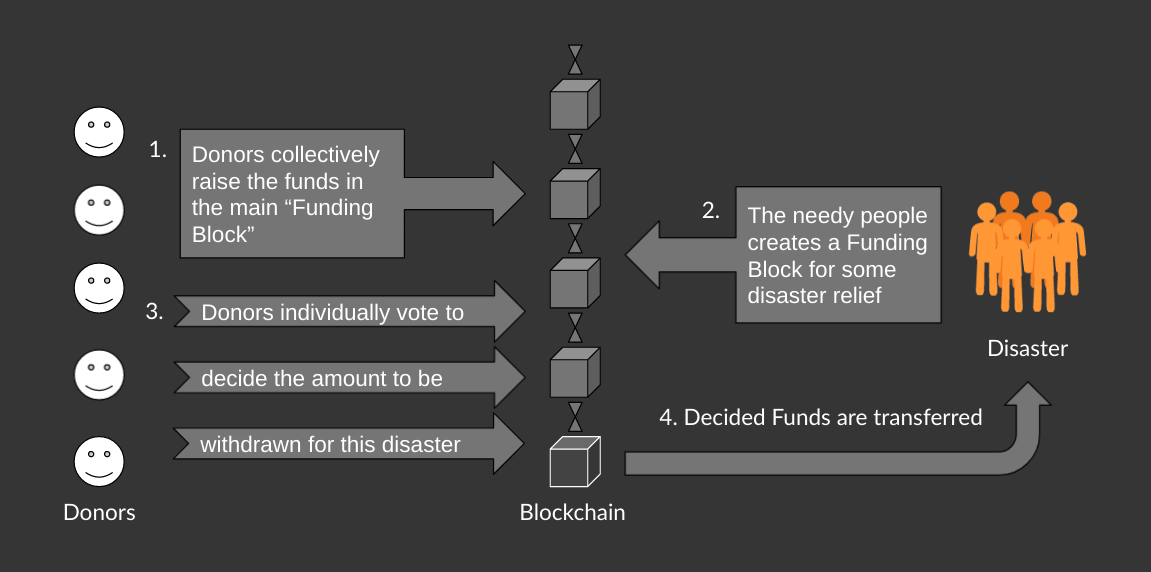 1.
Donors collectively
raise the funds in
the main “Funding
Block”
2.
The needy people
creates a Funding
Block for some
disaster relief
3.
Donors individually vote to
decide the amount to be
withdrawn for this disaster
Disaster
4. Decided Funds are transferred
Donors
Blockchain